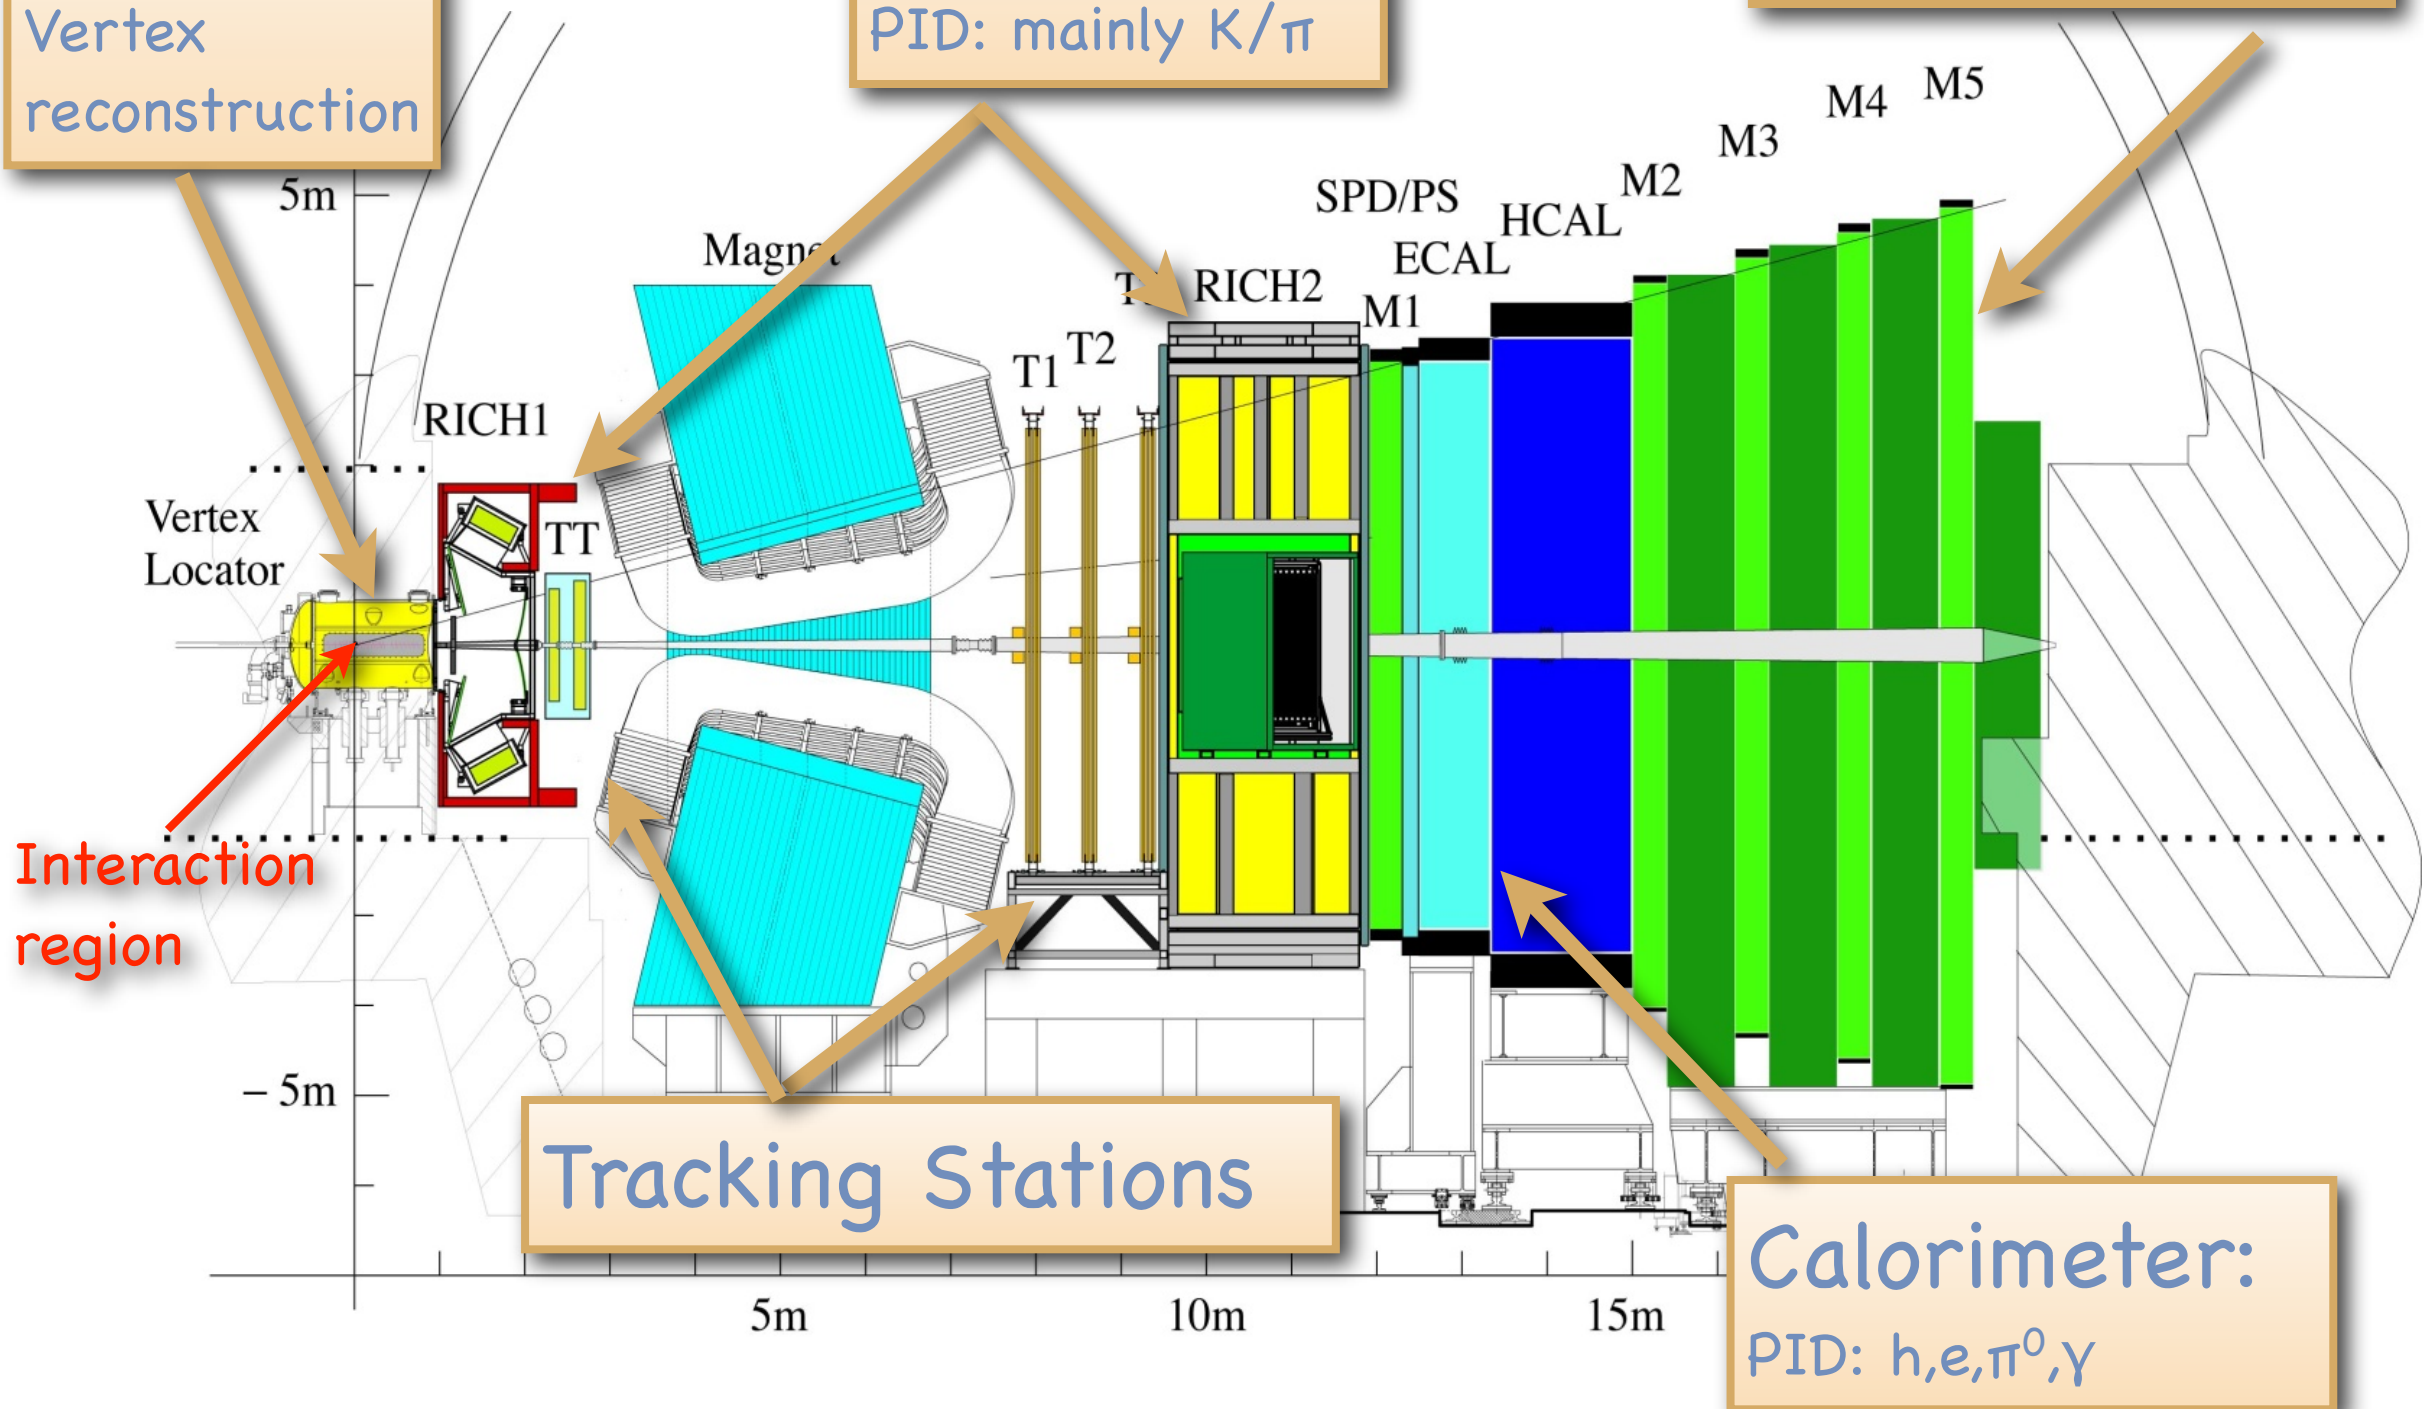 Vertex
reconstruction
PID: mainly K/π
M5
M4
M3
M2
5m
SPD/PS
HCAL
Magnet
ECAL
RICH2
M1
T2
T1
RICH1
Vertex
Locator
TT
Interaction
region
– 5m
Tracking Stations
Calorimeter:
PID: h,e,π⁰,γ
5m
10m
15m